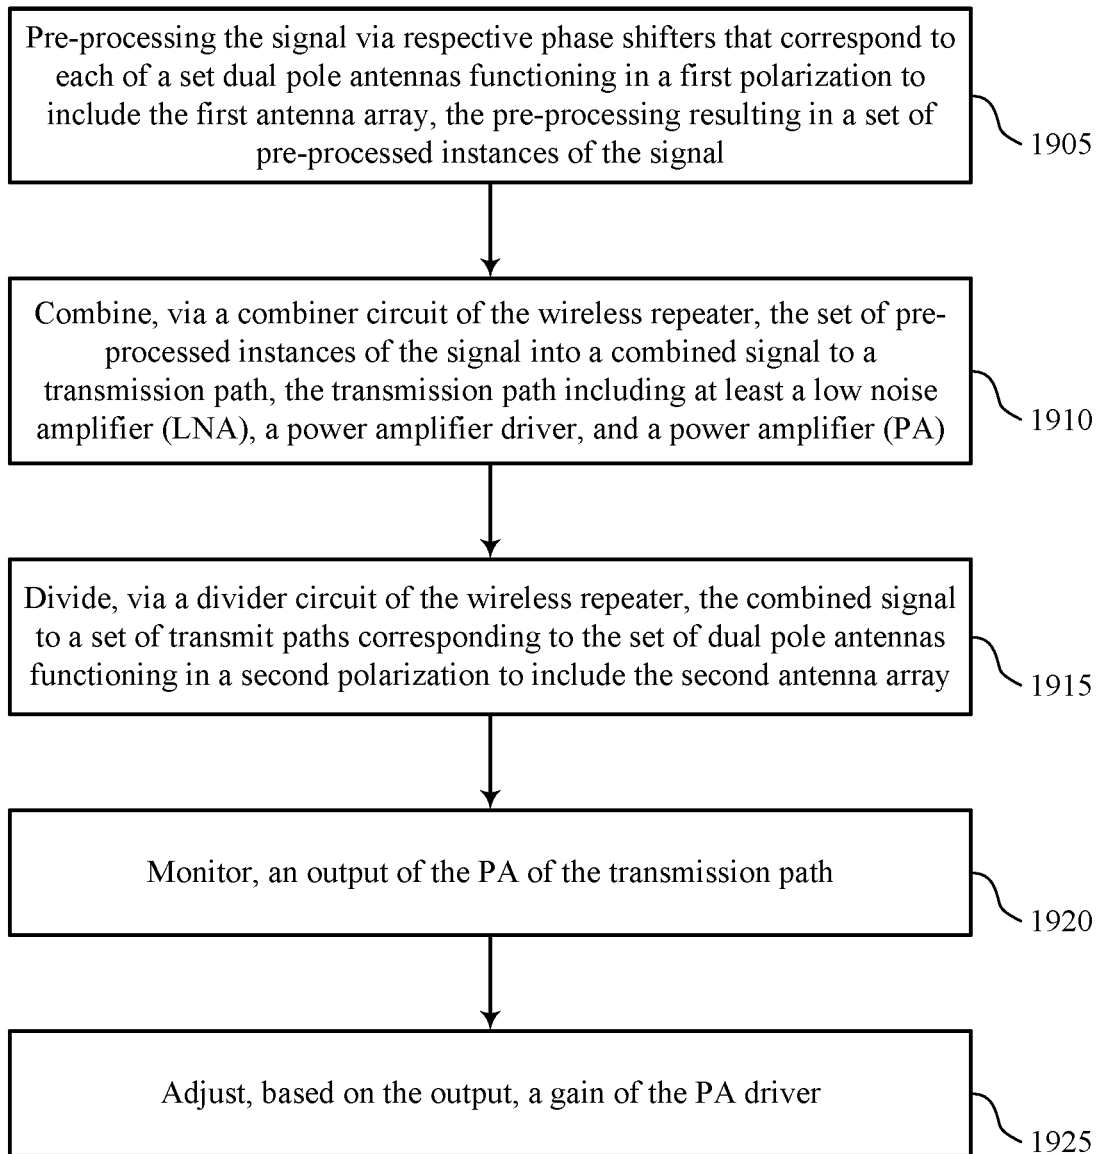 Pre-processing the signal via respective phase shifters that correspond to
each of a set dual pole antennas functioning in a first polarization to
include the first antenna array, the pre-processing resulting in a set of
pre-processed instances of the signal
1905
Combine, via a combiner circuit of the wireless repeater, the set of pre-
processed instances of the signal into a combined signal to a
transmission path, the transmission path including at least a low noise
amplifier (LNA), a power amplifier driver, and a power amplifier (PA)
1910
Divide, via a divider circuit of the wireless repeater, the combined signal
to a set of transmit paths corresponding to the set of dual pole antennas
functioning in a second polarization to include the second antenna array
1915
Monitor, an output of the PA of the transmission path
1920
Adjust, based on the output, a gain of the PA driver
1925